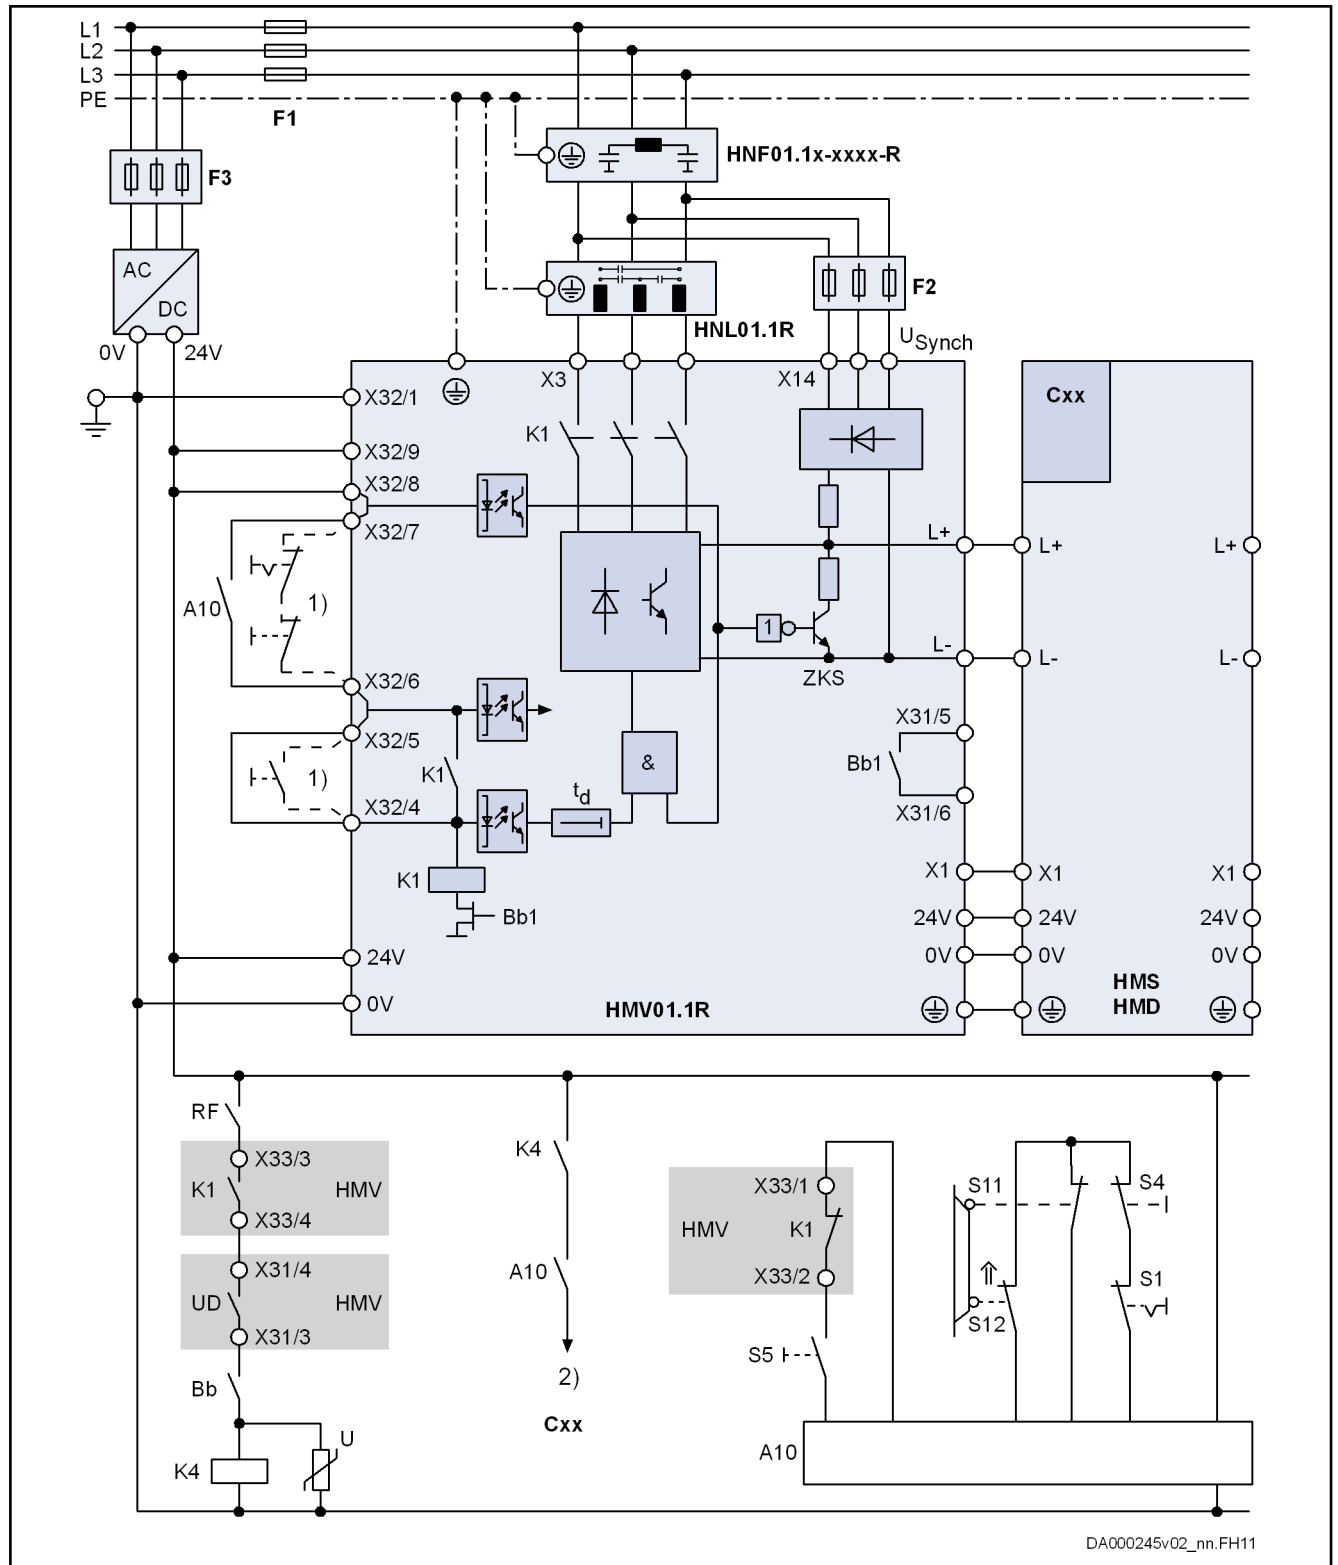 L1
L2
L3
PE
F1
F3
HNF01.1x-xxxx-R
AC
DC
0V
24V
HNL01.1R
F2
USynch
X3
X14
X32/1
X32/9
X32/8
X32/7
A10
1)
X32/6
X32/5
1)
X32/4
K1
K1
td
&
K1
Bb1
1
ZKS
L+
L-
X31/5
Bb1
X31/6
X1
24V
0V
24V
0V
HMV01.1R
Cxx
L+
L+
L-
L-
X1
X1
24V
24V
0V
0V
HMS
HMD
RF
X33/3
K1
HMV
X33/4
X31/4
UD
HMV
X31/3
Bb
U
K4
K4
A10
2)
Cxx
X33/1
HMV
K1
X33/2
S5
S11
S4
S12
S1
A10
DA000245v02_nn.FH11